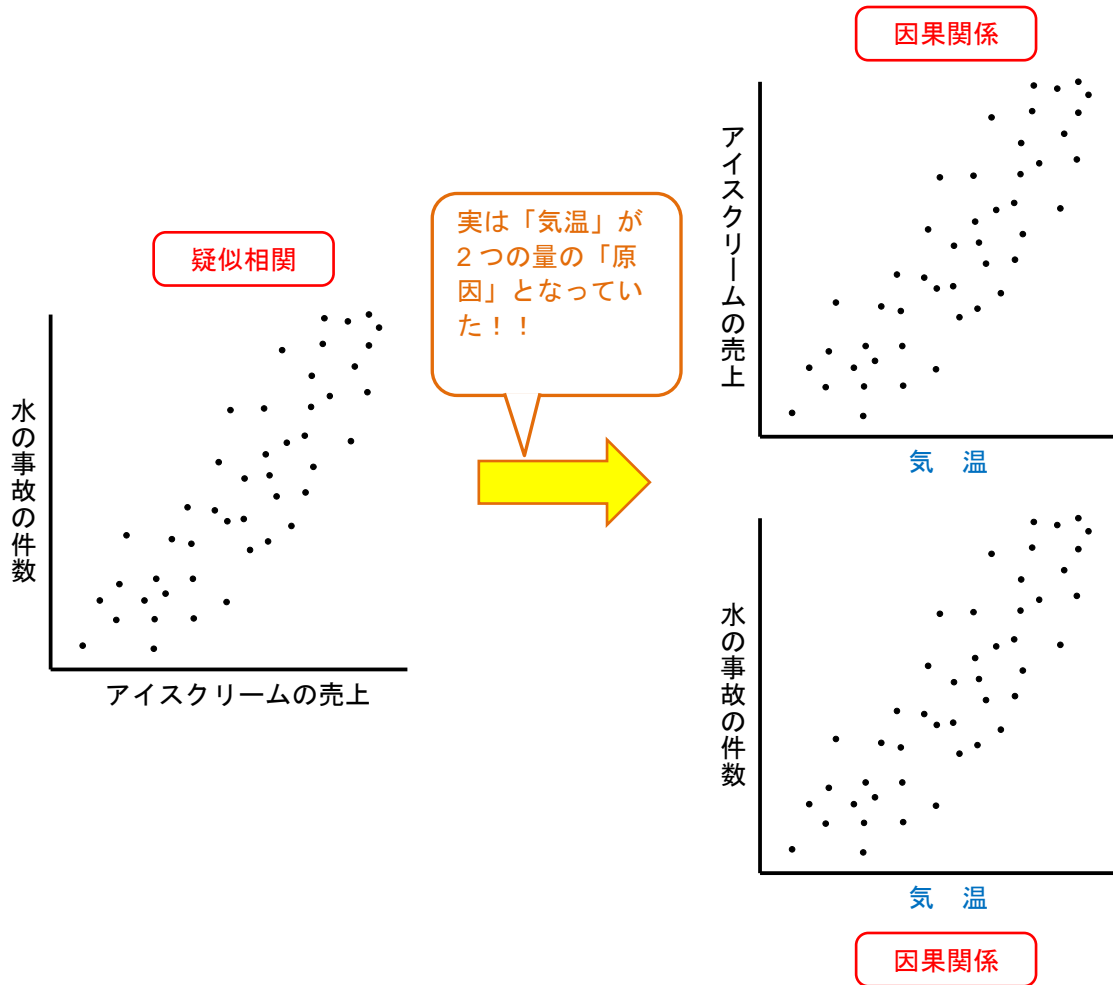 疑似相関
水の事故の件数
アイスクリームの売上
実は「気温」が
2つの量の「原
因」となってい
た！！
因果関係
アイスクリームの売上
気　温
水の事故の件数
気　温
因果関係